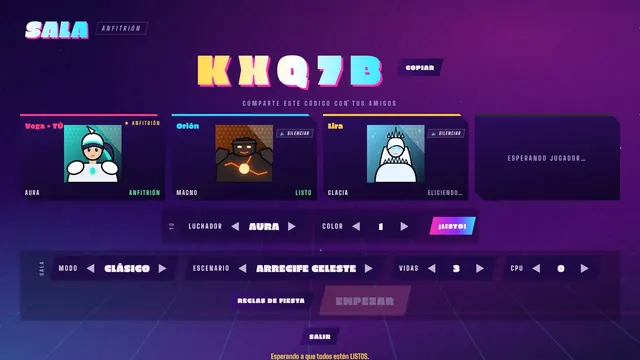 SALA ANFITRIÓN
KXQ7B COPIAR
COMPARTE ESTE CÓDIGO CON TUS AMIGOS
Vega • TÚ ★ ANFITRIÓN
AURA ANFITRIÓN
Orión SILENCIAR
MAGNO LISTO
Lira SILENCIAR
GLACIA ELIGIENDO…
ESPERANDO JUGADOR…
TÚ LUCHADOR ◀ AURA ▶ COLOR ◀ 1 ▶ ¡LISTO!
SALA MODO ◀ CLÁSICO ▶ ESCENARIO ◀ ARRECIFE CELESTE ▶ VIDAS ◀ 3 ▶ CPU ◀ 0 ▶
REGLAS DE FIESTA EMPEZAR
SALIR
Esperando a que todos estén LISTOS.